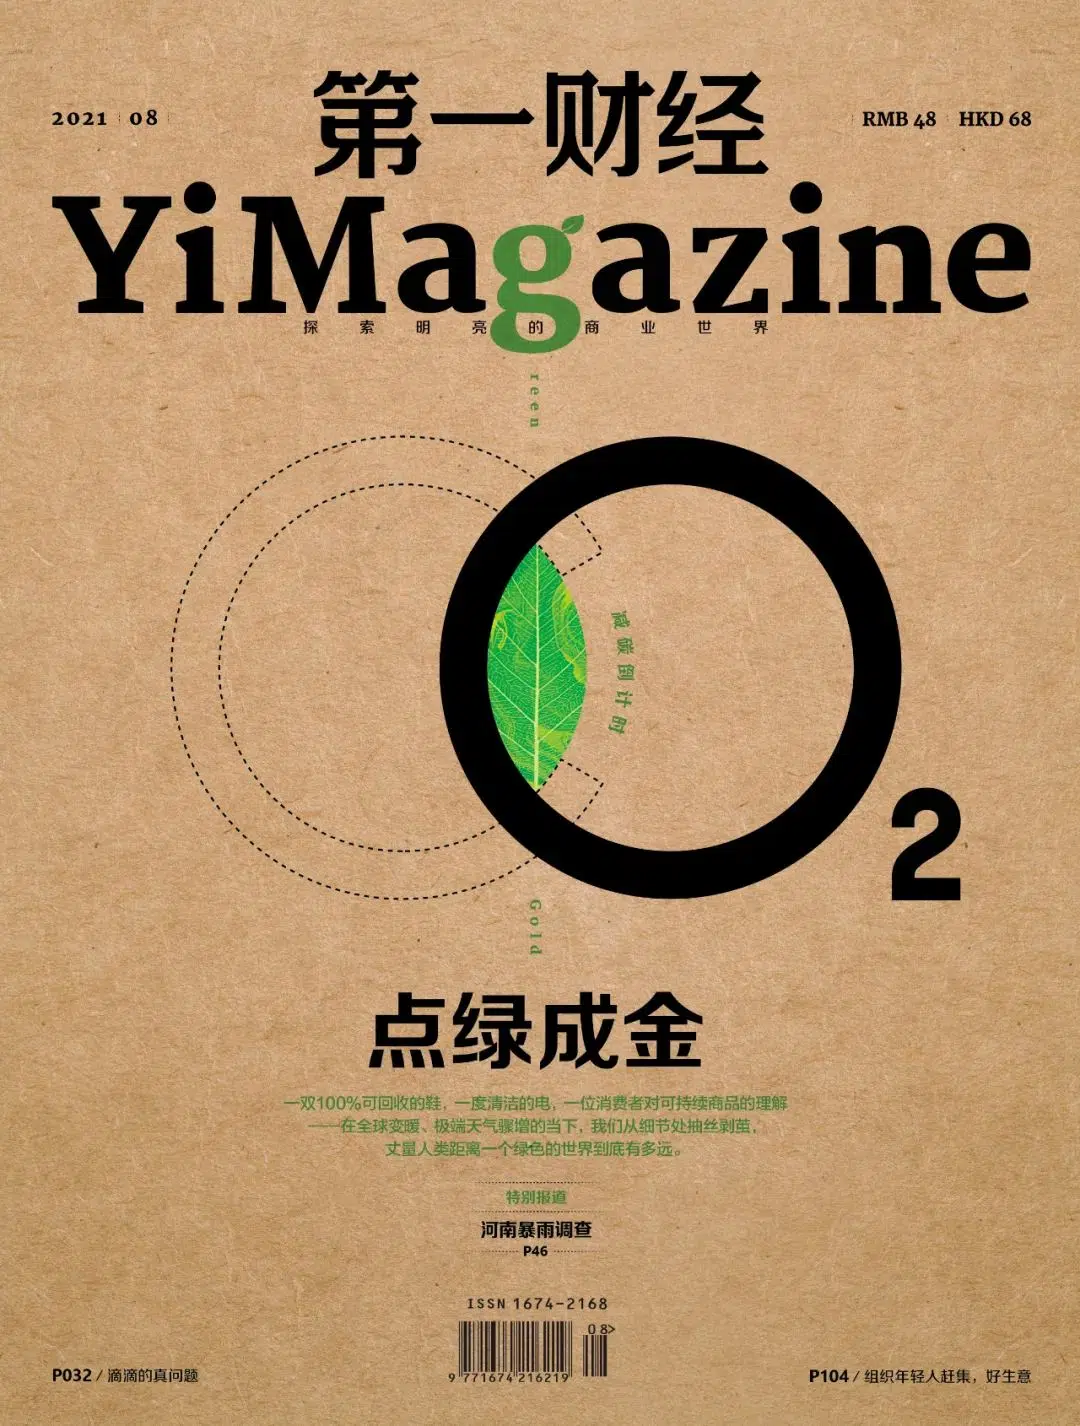 2021 08
第一财经
RMB 48 HKD 68
YiMagazine
探索明亮的商业世界
reen
减碳倒计时
O
2
Gold
点绿成金
一双100%可回收的鞋，一度清洁的电，一位消费者对可持续商品的理解
——在全球变暖、极端天气骤增的当下，我们从细节处抽丝剥茧，
丈量人类距离一个绿色的世界到底有多远。
特别报道
河南暴雨调查
P46
ISSN 1674-2168
08>
9 771674 216219
P032 / 滴滴的真问题
P104 / 组织年轻人赶集，好生意